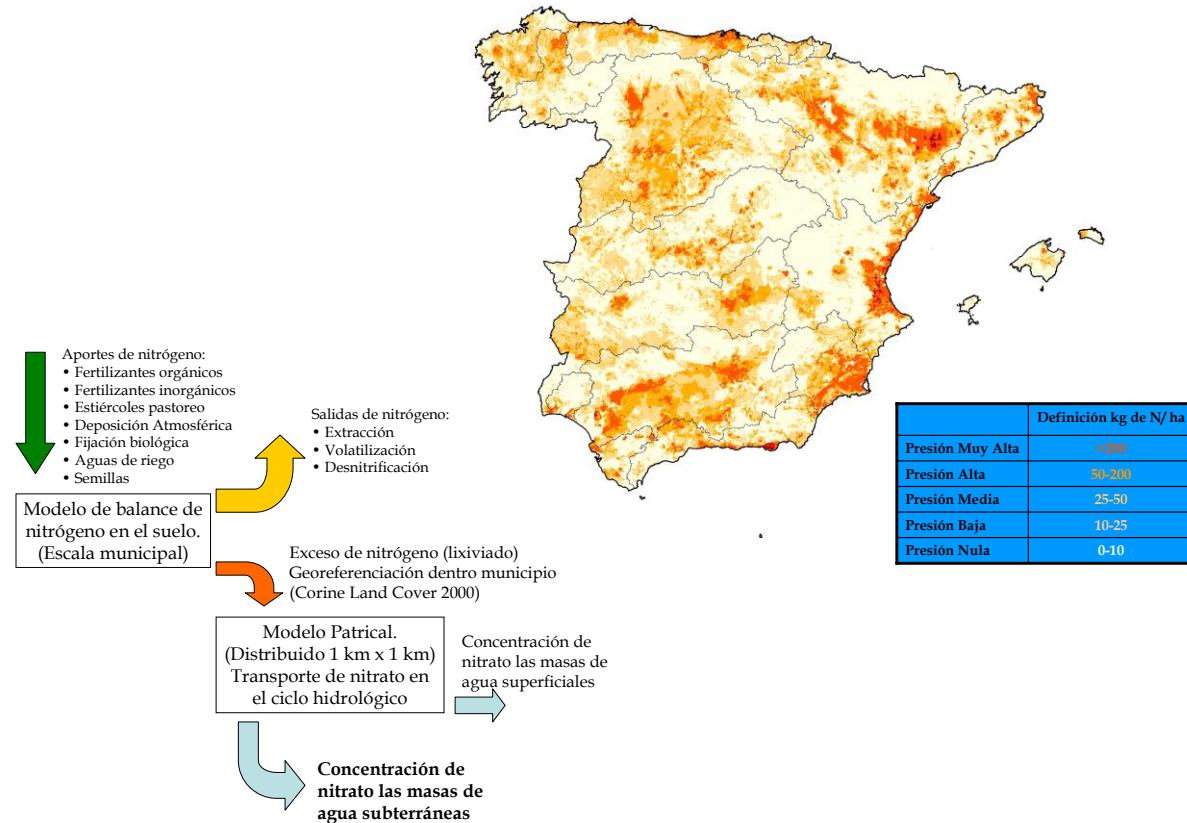 Aportes de nitrógeno:
• Fertilizantes orgánicos
• Fertilizantes inorgánicos
• Estiércoles pastoreo
• Deposición Atmosférica
• Fijación biológica
• Aguas de riego
• Semillas
Salidas de nitrógeno:
• Extracción
• Volatilización
• Desnitrificación
Modelo de balance de
nitrógeno en el suelo.
(Escala municipal)
Exceso de nitrógeno (lixiviado)
Georeferenciación dentro municipio
(Corine Land Cover 2000)
Modelo Patrical.
(Distribuido 1 km x 1 km)
Transporte de nitrato en
el ciclo hidrológico
Concentración de
nitrato las masas de
agua superficiales
Concentración de
nitrato las masas de
agua subterráneas
Definición kg de N/ha
Presión Muy Alta >200
Presión Alta 50-200
Presión Media 25-50
Presión Baja 10-25
Presión Nula 0-10